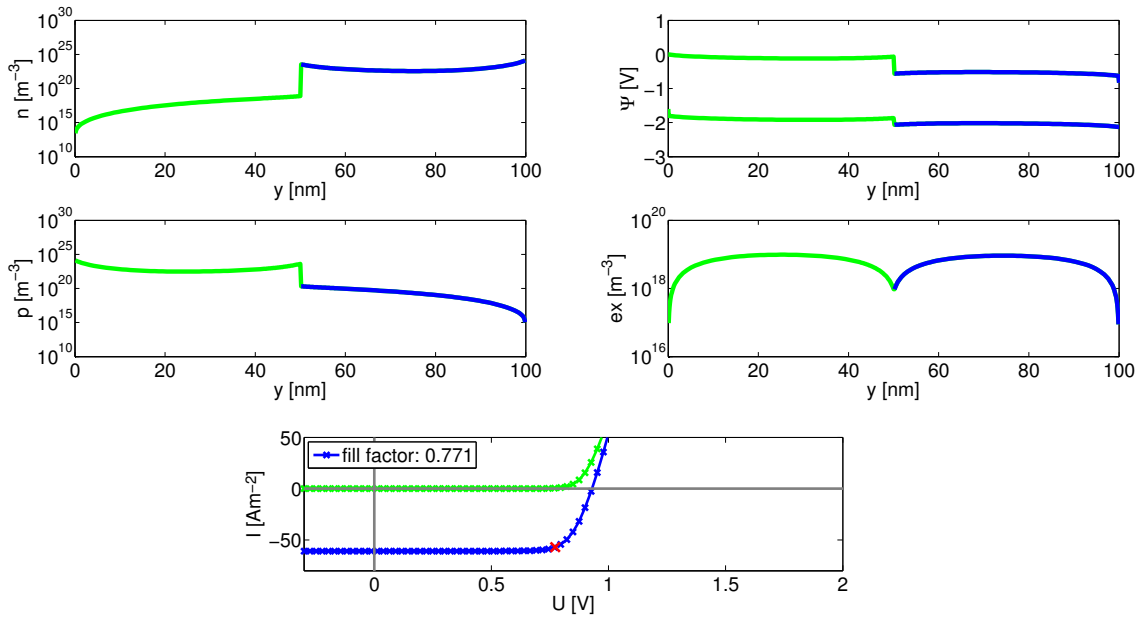 10^30
10^25
10^20
10^15
10^10
n [m^−3]
0 20 40 60 80 100
y [nm]
1
0
−1
−2
−3
Ψ [V]
0 20 40 60 80 100
y [nm]
10^30
10^25
10^20
10^15
10^10
p [m^−3]
0 20 40 60 80 100
y [nm]
10^20
10^18
10^16
ex [m^−3]
0 20 40 60 80 100
y [nm]
50
0
−50
I [Am−2]
fill factor: 0.771
0 0.5 1 1.5 2
U [V]